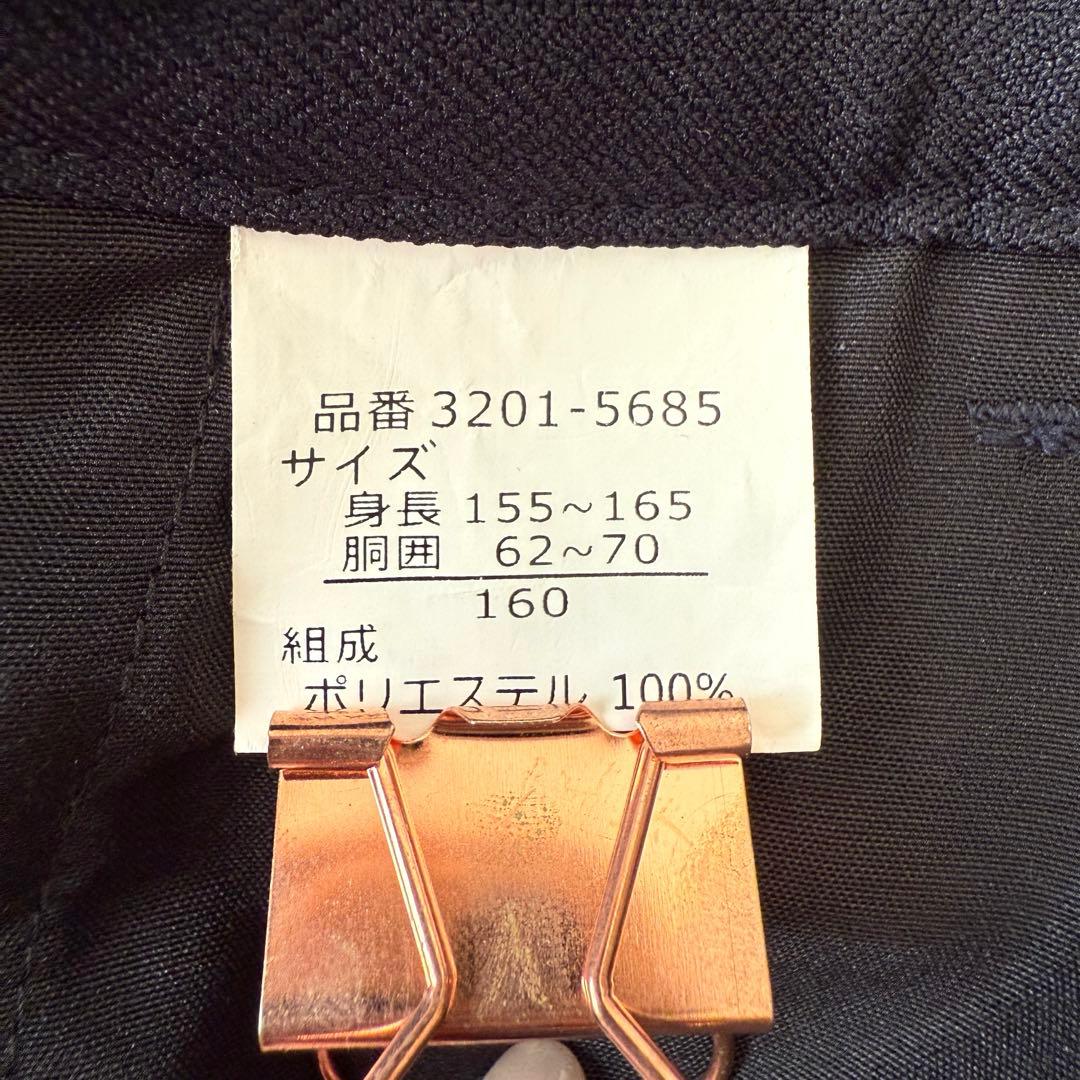 品番 3201-5685
サイズ
身長 155~165
胴囲 62~70
160
組成
ポリエステル 100%